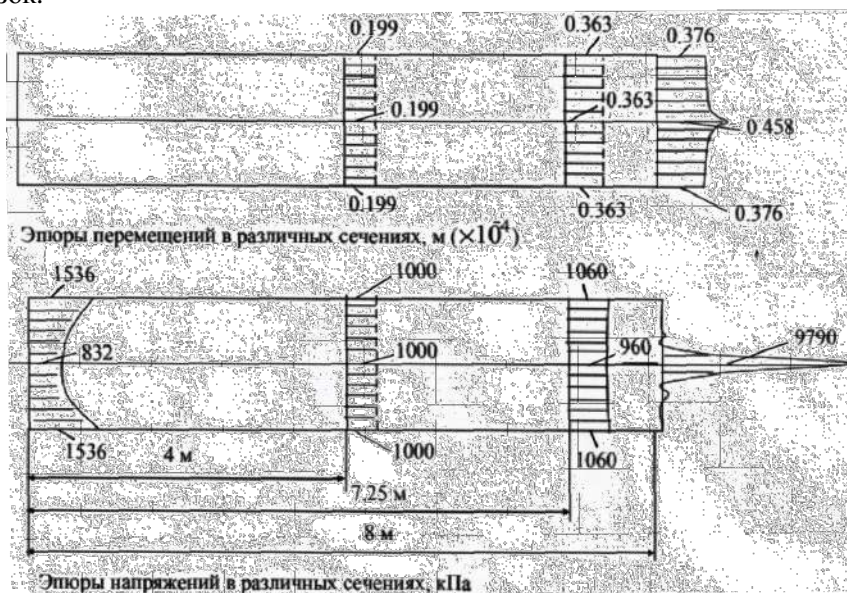 зок.
0.199 0.363 0.376
0.199 0.363 0.458
0.199 0.363 0.376
Эпюры перемещений в различных сечениях, м (×10⁻⁴)
1536 1000 1060
832 1000 960 9790
1536 1000 1060
4 м
7.25 м
8 м
Эпюры напряжений в различных сечениях, кПа